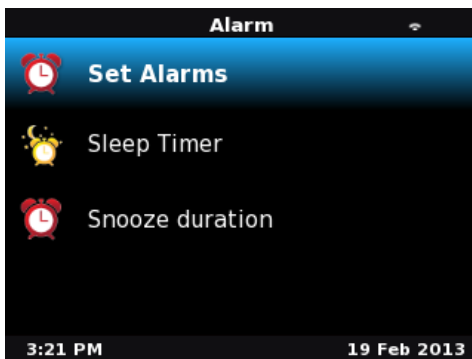 Alarm
Set Alarms
Sleep Timer
Snooze duration
3:21 PM 19 Feb 2013